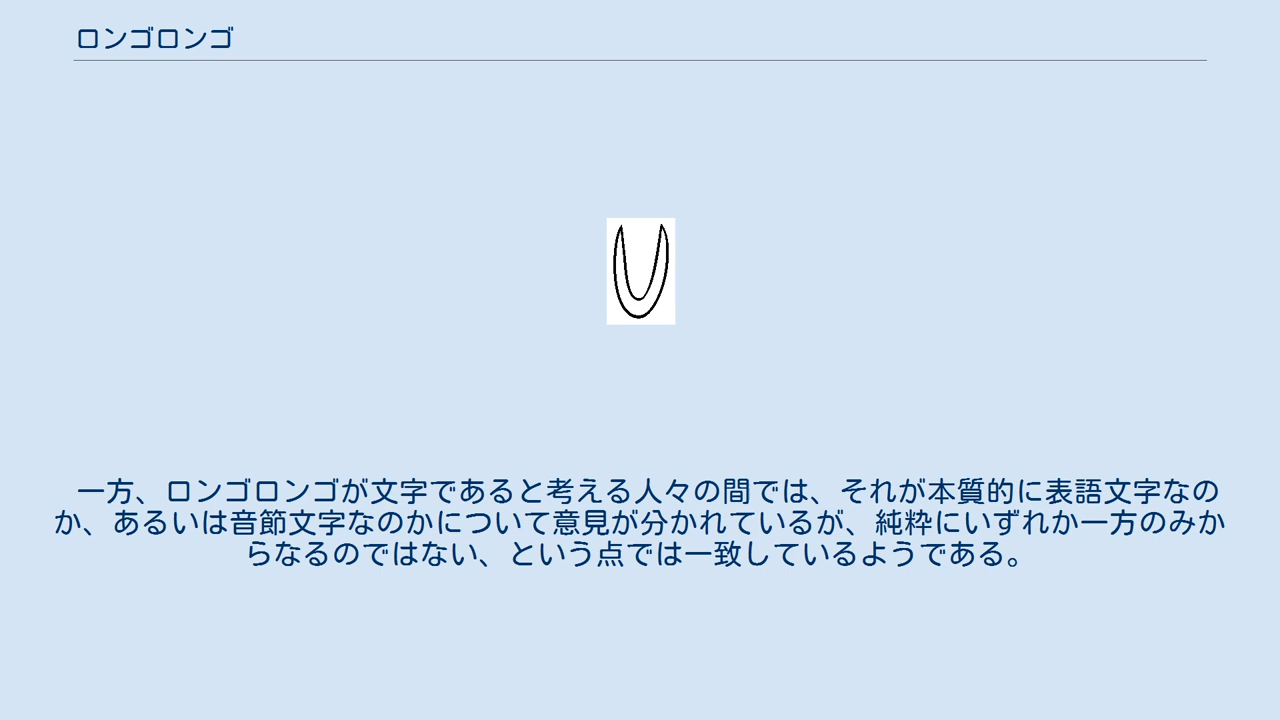 ロンゴロンゴ
一方、ロンゴロンゴが文字であると考える人々の間では、それが本質的に表語文字なの
か、あるいは音節文字なのかについて意見が分かれているが、純粋にいずれか一方のみか
らなるのではない、という点では一致しているようである。